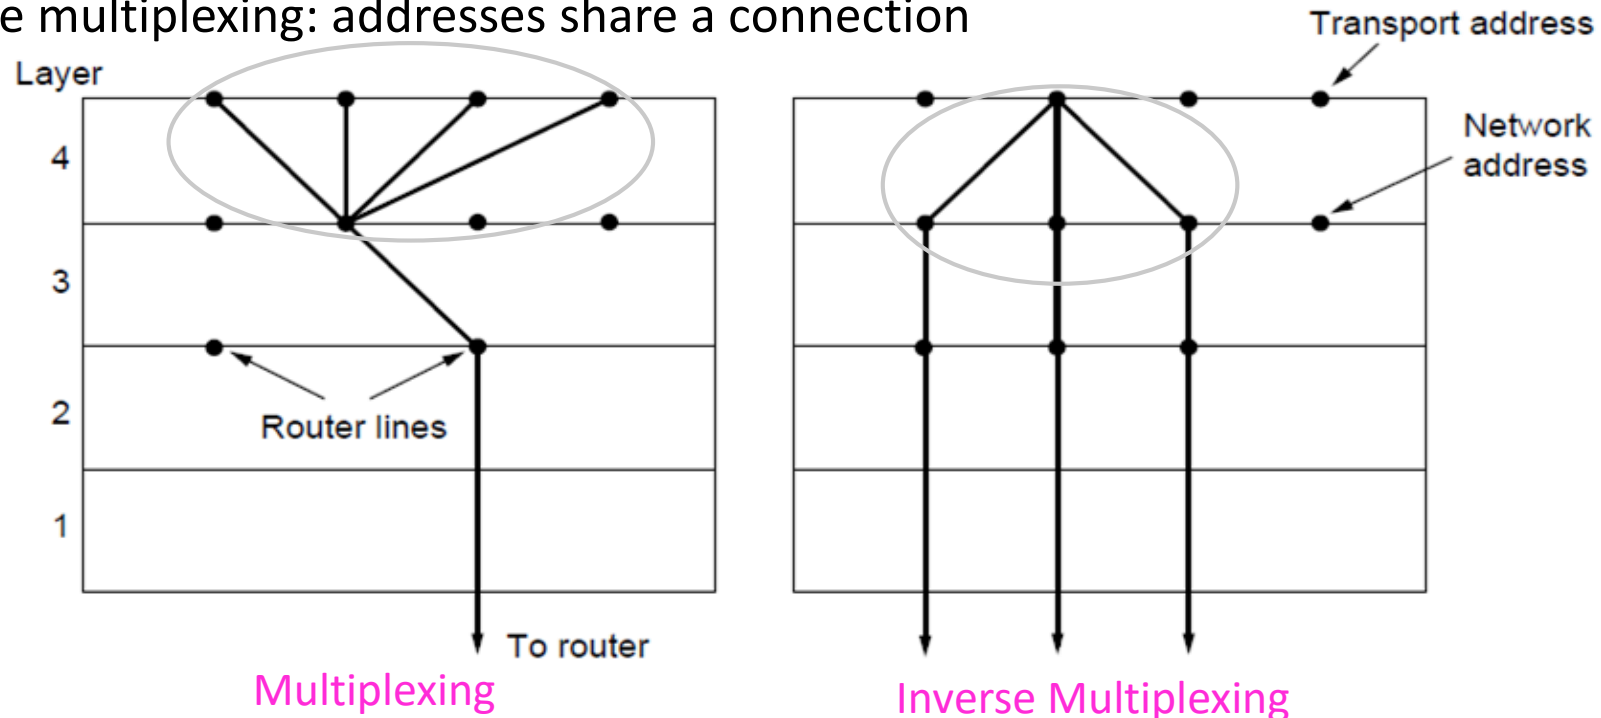 e multiplexing: addresses share a connection
Transport address
Layer
Network
address
4
3
2
1
Router lines
To router
Multiplexing
Inverse Multiplexing